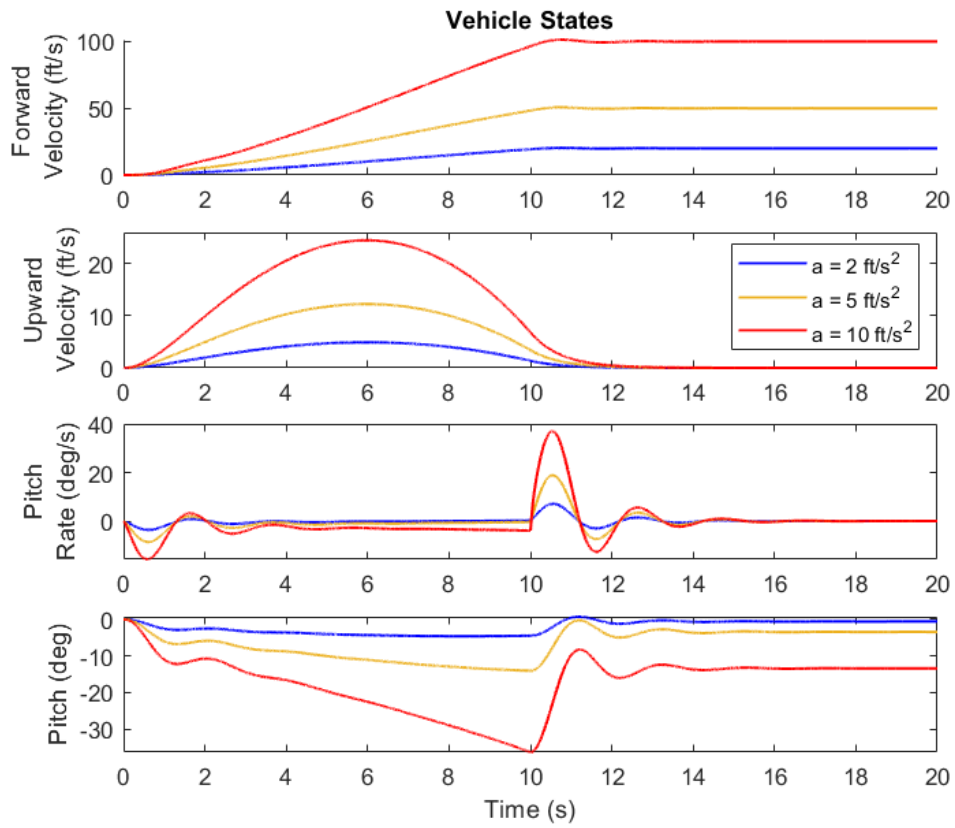 Vehicle States
Forward
Velocity (ft/s)
100
50
0
0 2 4 6 8 10 12 14 16 18 20
Upward
Velocity (ft/s)
20
10
0
a = 2 ft/s²
a = 5 ft/s²
a = 10 ft/s²
0 2 4 6 8 10 12 14 16 18 20
Pitch
Rate (deg/s)
40
20
0
0 2 4 6 8 10 12 14 16 18 20
Pitch (deg)
0
-10
-20
-30
0 2 4 6 8 10 12 14 16 18 20
Time (s)